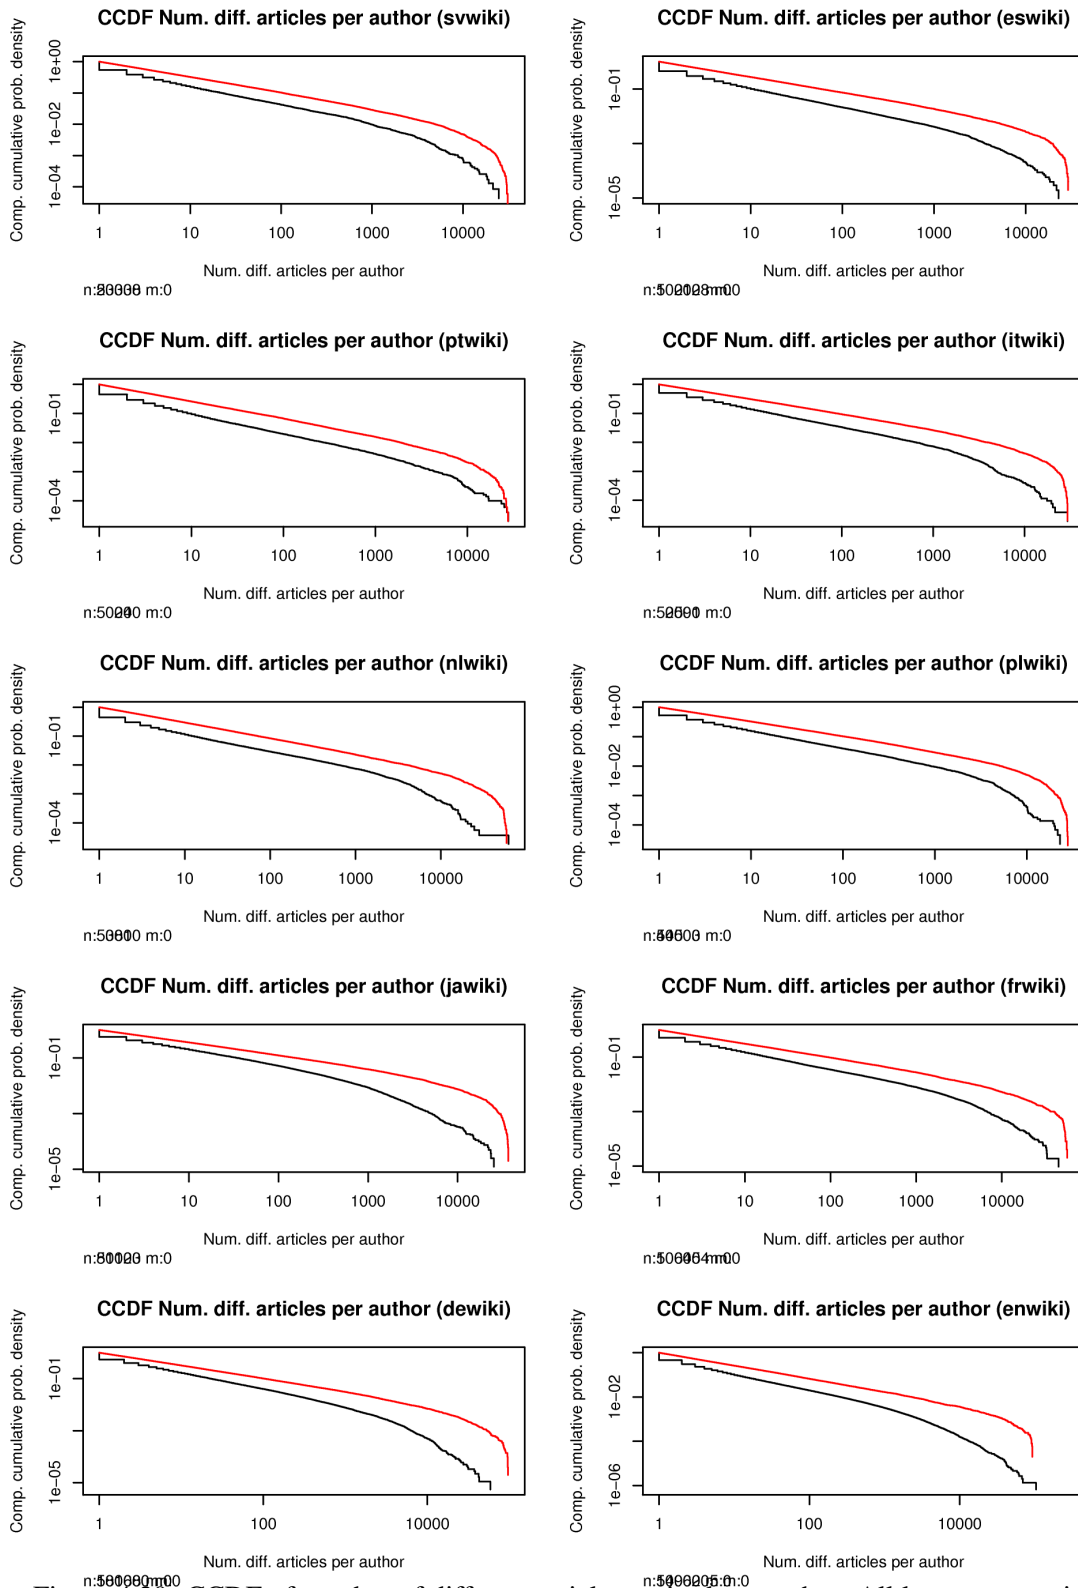 CCDF Num. diff. articles per author (svwiki)
Comp. cumulative prob. density
1e+00
1e−02
1e−04
1 10 100 1000 10000
Num. diff. articles per author
m:0
CCDF Num. diff. articles per author (eswiki)
Comp. cumulative prob. density
1e−01
1e−05
1 10 100 1000 10000
Num. diff. articles per author
CCDF Num. diff. articles per author (ptwiki)
Comp. cumulative prob. density
1e−01
1e−04
1 10 100 1000 10000
Num. diff. articles per author
m:0
CCDF Num. diff. articles per author (itwiki)
Comp. cumulative prob. density
1e−01
1e−04
1 10 100 1000 10000
Num. diff. articles per author
m:0
CCDF Num. diff. articles per author (nlwiki)
Comp. cumulative prob. density
1e−01
1e−04
1 10 100 1000 10000
Num. diff. articles per author
m:0
CCDF Num. diff. articles per author (plwiki)
Comp. cumulative prob. density
1e+00
1e−02
1e−04
1 10 100 1000 10000
Num. diff. articles per author
m:0
CCDF Num. diff. articles per author (jawiki)
Comp. cumulative prob. density
1e−01
1e−05
1 10 100 1000 10000
Num. diff. articles per author
m:0
CCDF Num. diff. articles per author (frwiki)
Comp. cumulative prob. density
1e−01
1e−05
1 10 100 1000 10000
Num. diff. articles per author
CCDF Num. diff. articles per author (dewiki)
Comp. cumulative prob. density
1e−01
1e−05
1 100 10000
Num. diff. articles per author
CCDF Num. diff. articles per author (enwiki)
Comp. cumulative prob. density
1e−02
1e−06
1 100 10000
Num. diff. articles per author